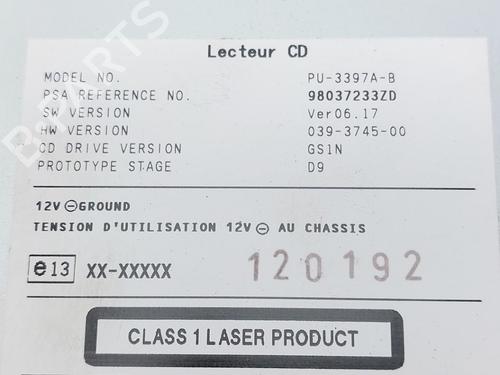 Lecteur CD
MODEL NO. PU-3397A-B
PSA REFERENCE NO. 98037233ZD
SW VERSION Ver06.17
HW VERSION 039-3745-00
CD DRIVE VERSION GS1N
PROTOTYPE STAGE D9
12V ⊖ GROUND
TENSION D'UTILISATION 12V ⊖ AU CHASSIS
e13 XX-XXXXX 120192
CLASS 1 LASER PRODUCT
B-PARTS